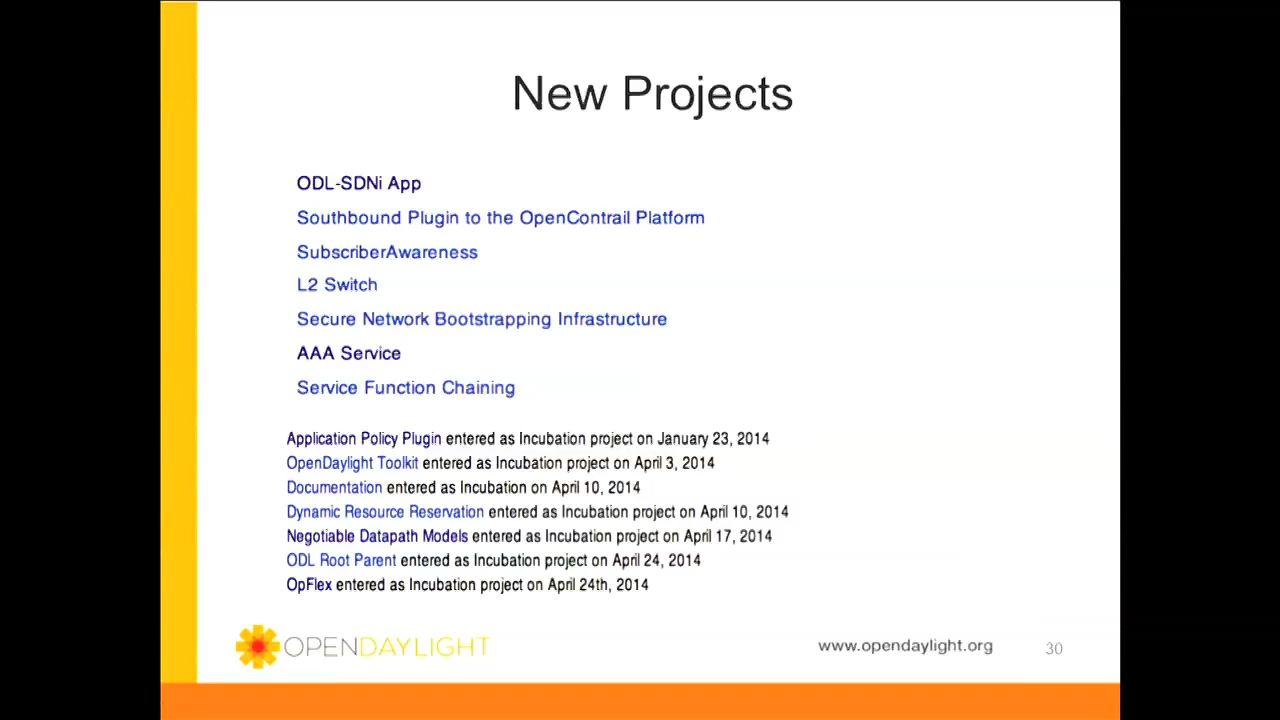 New Projects
ODL-SDNi App
Southbound Plugin to the OpenContrail Platform
SubscriberAwareness
L2 Switch
Secure Network Bootstrapping Infrastructure
AAA Service
Service Function Chaining
Application Policy Plugin entered as Incubation project on January 23, 2014
OpenDaylight Toolkit entered as Incubation project on April 3, 2014
Documentation entered as Incubation on April 10, 2014
Dynamic Resource Reservation entered as Incubation project on April 10, 2014
Negotiable Datapath Models entered as Incubation project on April 17, 2014
ODL Root Parent entered as Incubation project on April 24, 2014
OpFlex entered as Incubation project on April 24th, 2014
OPENDAYLIGHT
www.opendaylight.org
30